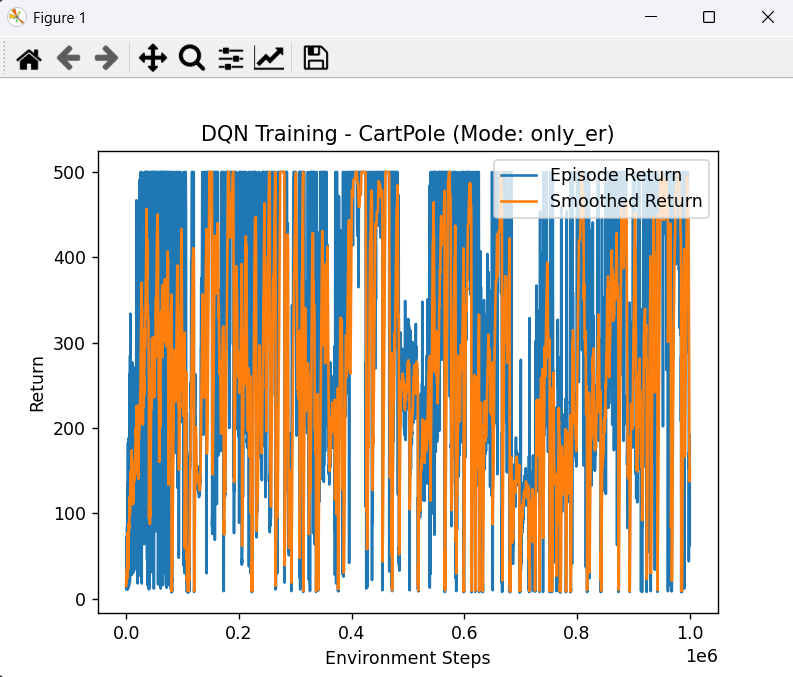 Figure 1
DQN Training - CartPole (Mode: only_er)
Episode Return
Smoothed Return
500
400
300
200
100
0
Return
0.0
0.2
0.4
0.6
0.8
1.0
1e6
Environment Steps